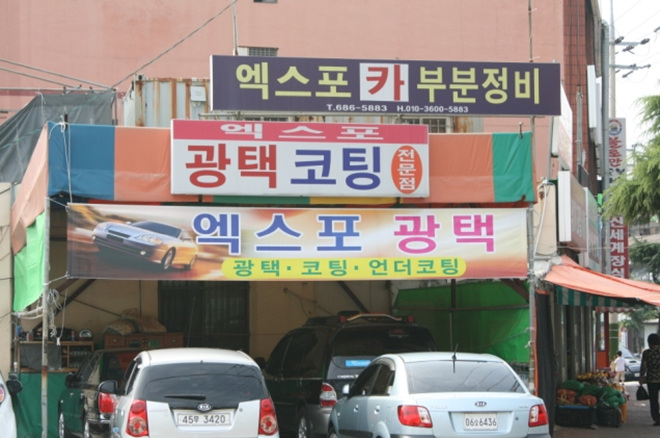 엑스포 카 부분정비
T.686-5883 H.010-3600-5883
엑스포
광택 코팅 전문점
엑스포 광택
광택·코팅·언더코팅
45무 3420
06섬6436